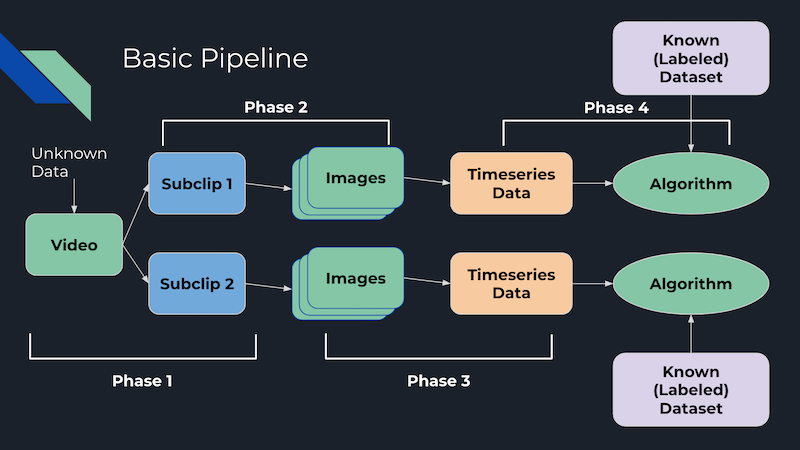 Basic Pipeline
Known
(Labeled)
Dataset
Phase 2
Phase 4
Unknown
Data
Subclip 1
Images
Timeseries
Data
Algorithm
Video
Subclip 2
Images
Timeseries
Data
Algorithm
Phase 1
Phase 3
Known
(Labeled)
Dataset